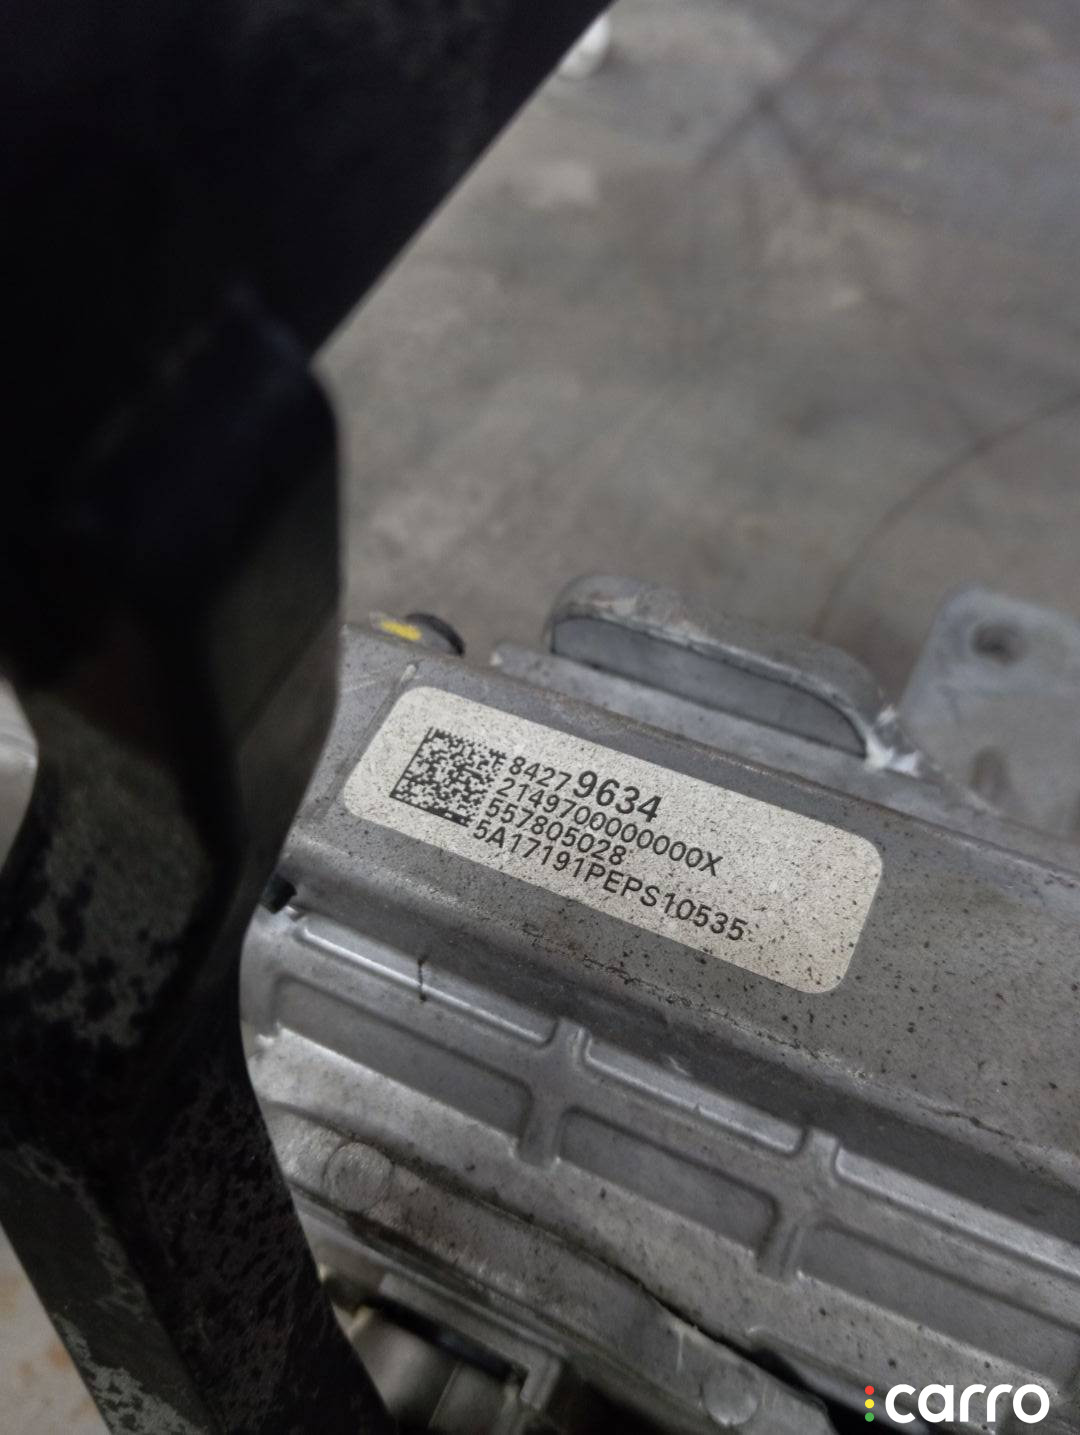 84279634
2149700000000X
557805028
5A17191PEPS10535
carro